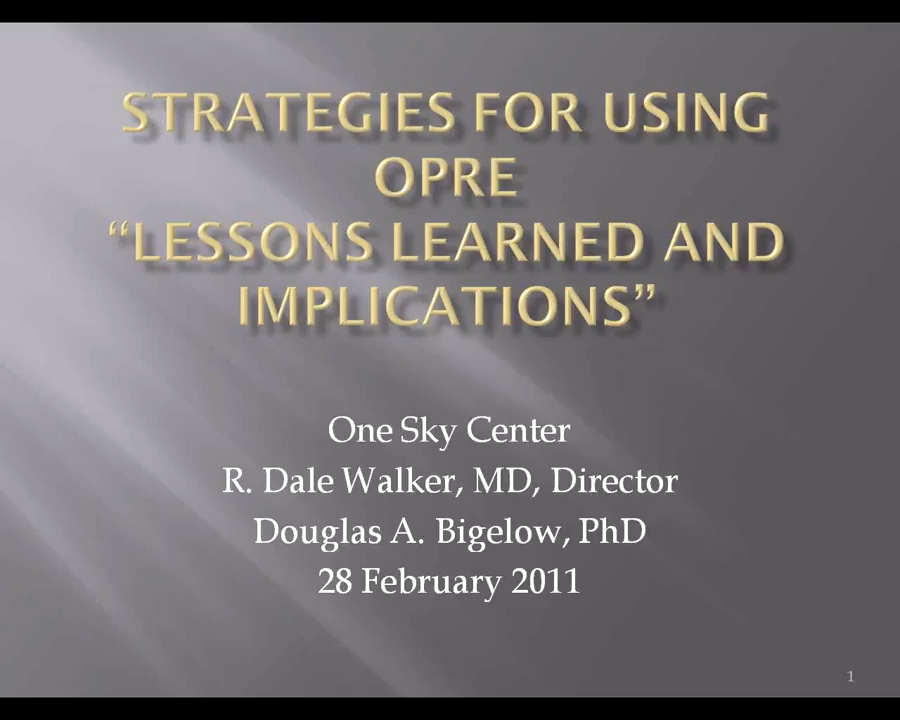 STRATEGIES FOR USING
OPRE
“LESSONS LEARNED AND
IMPLICATIONS”
One Sky Center
R. Dale Walker, MD, Director
Douglas A. Bigelow, PhD
28 February 2011
1